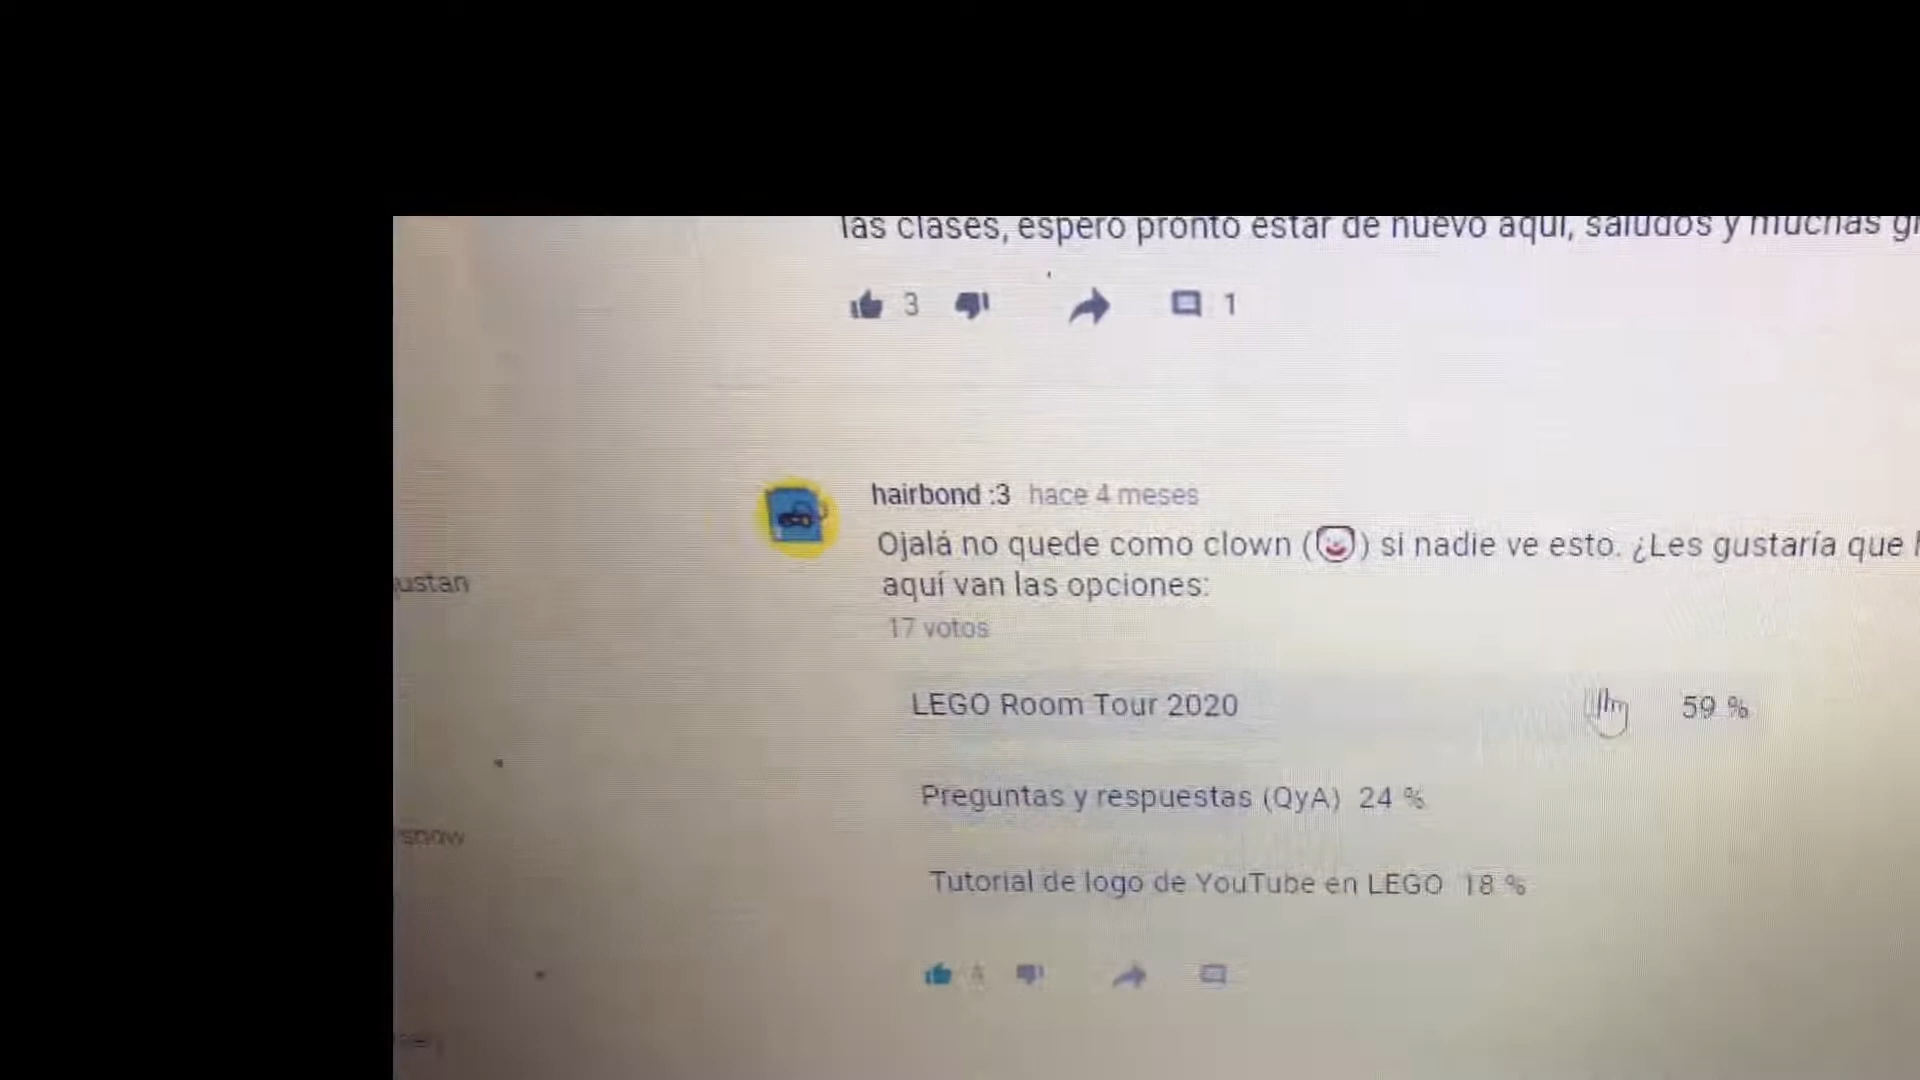 las clases, espero pronto estar de nuevo aquí, saludos y muchas
3 1
hairbond :3 hace 4 meses
Ojalá no quede como clown (🤡) si nadie ve esto. ¿Les gustaría que
aquí van las opciones:
ustan
17 votos
LEGO Room Tour 2020 59 %
Preguntas y respuestas (QyA) 24 %
show
Tutorial de logo de YouTube en LEGO 18 %
4